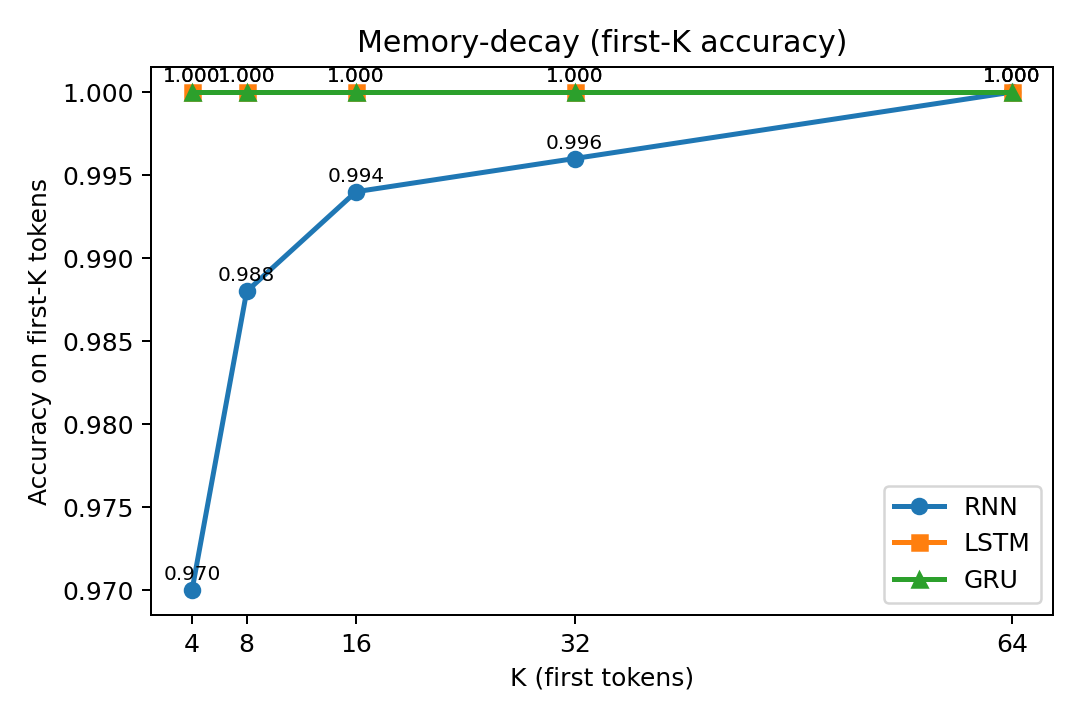 Memory-decay (first-K accuracy)
1.000 1.000 1.000 1.000 1.000
1.000
0.995
0.990
0.985
0.980
0.975
0.970
Accuracy on first-K tokens
0.970
0.988
0.994
0.996
RNN
LSTM
GRU
4 8 16 32 64
K (first tokens)